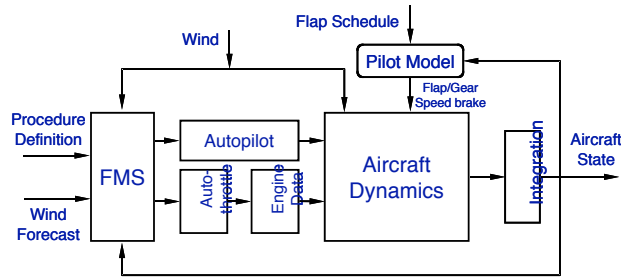 Flap Schedule
Wind
Pilot Model
Flap/Gear
Speed brake
Procedure
Definition
FMS
Autopilot
Auto-
throttle
Engine
Data
Aircraft
Dynamics
Integration
Aircraft
State
Wind
Forecast